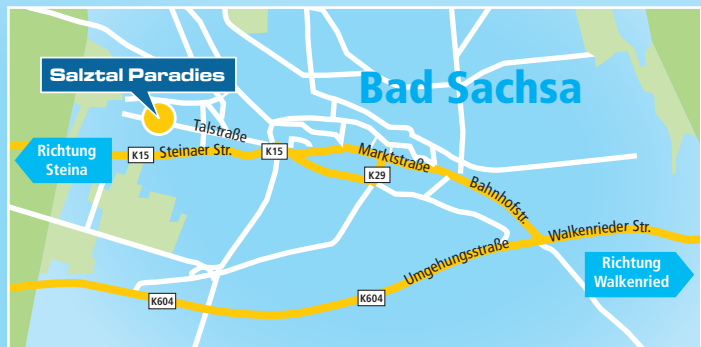 Salztal Paradies
Bad Sachsa
Talstraße
Richtung
Steina
K15
Steinaer Str.
K15
Marktstraße
K29
Bahnhofstr.
Walkenrieder Str.
Umgehungsstraße
Richtung
Walkenried
K604
K604